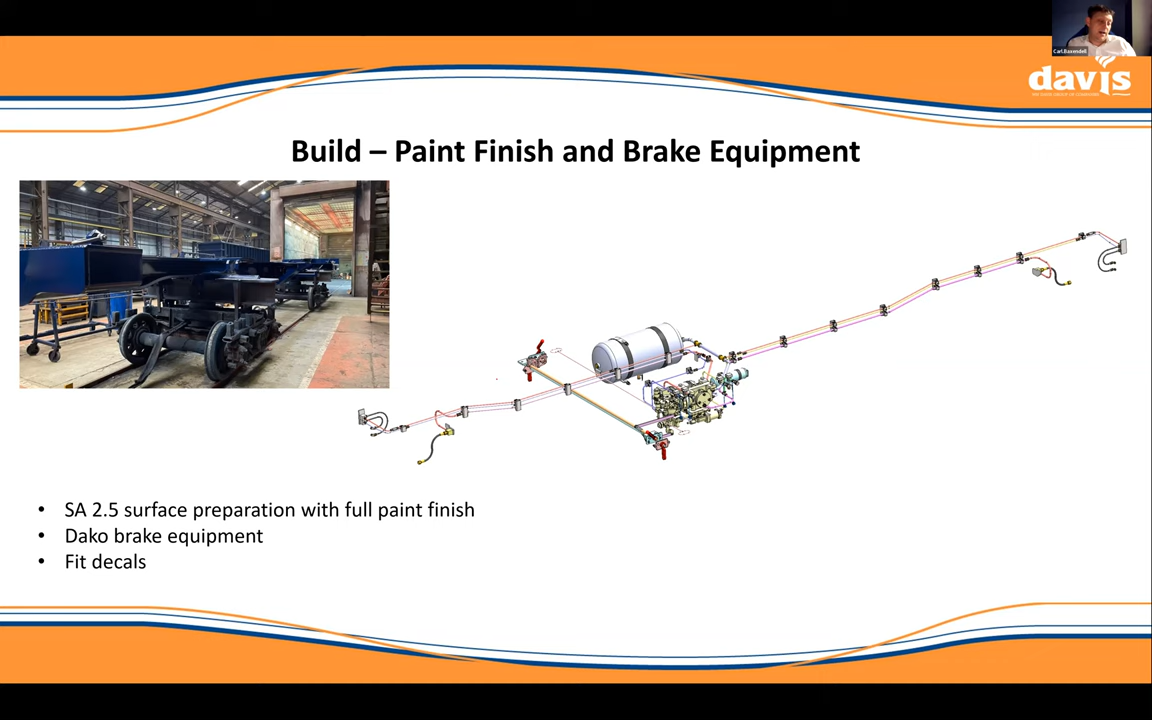 Carl.Baxendell
davis
Build – Paint Finish and Brake Equipment
• SA 2.5 surface preparation with full paint finish
• Dako brake equipment
• Fit decals